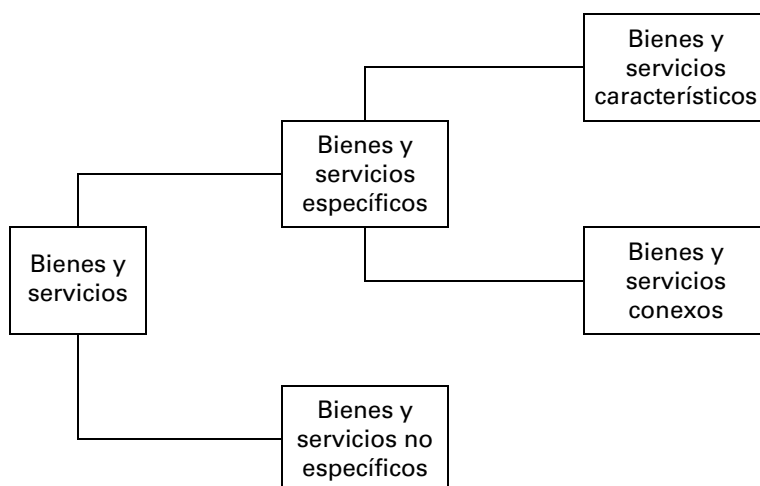 Bienes y
servicios
característicos
Bienes y
servicios
específicos
Bienes y
servicios
Bienes y
servicios
conexos
Bienes y
servicios no
específicos